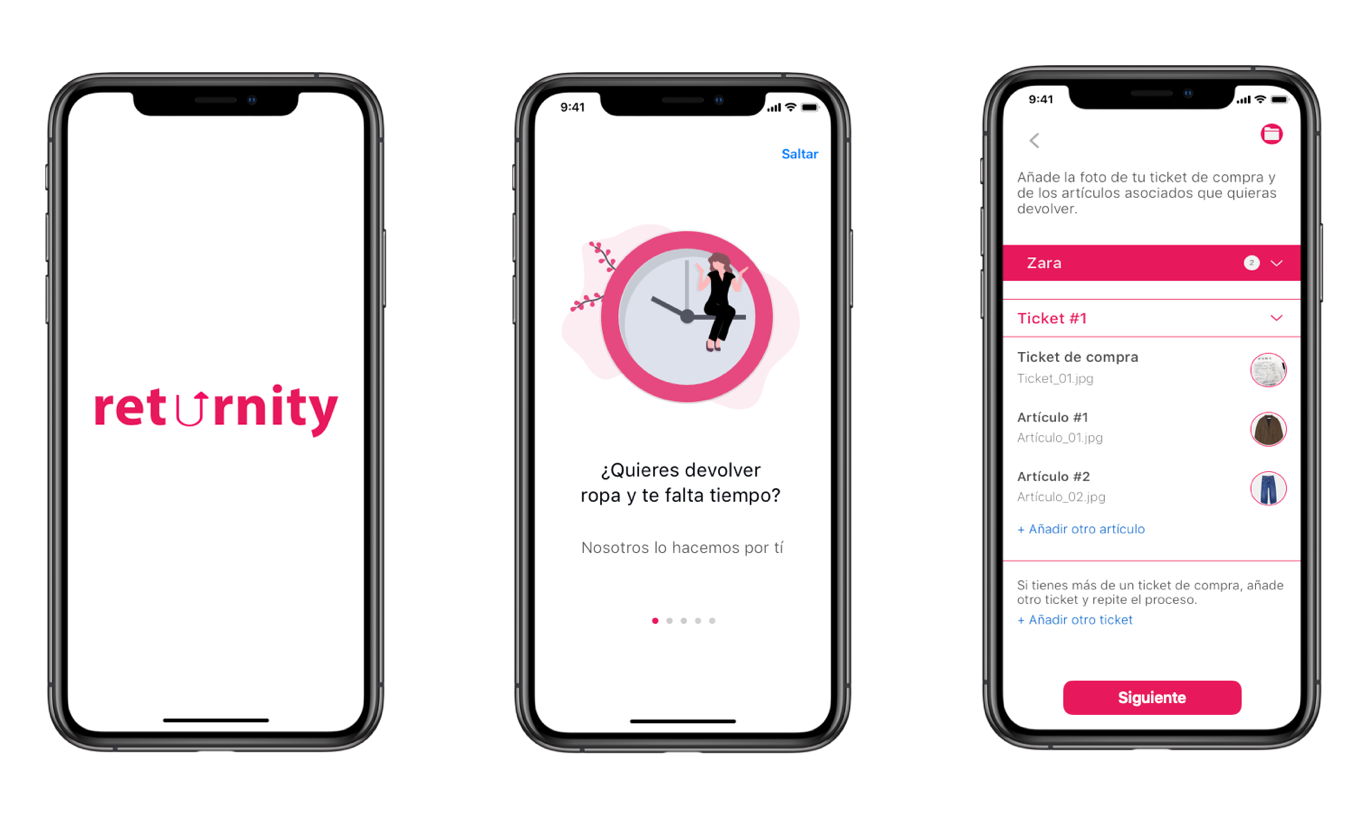 returnity
9:41
Saltar
¿Quieres devolver
ropa y te falta tiempo?
Nosotros lo hacemos por tí
9:41
Añade la foto de tu ticket de compra y
de los artículos asociados que quieras
devolver.
Zara 2
Ticket #1
Ticket de compra
Ticket_01.jpg
Artículo #1
Artículo_01.jpg
Artículo #2
Artículo_02.jpg
+ Añadir otro artículo
Si tienes más de un ticket de compra, añade
otro ticket y repite el proceso.
+ Añadir otro ticket
Siguiente